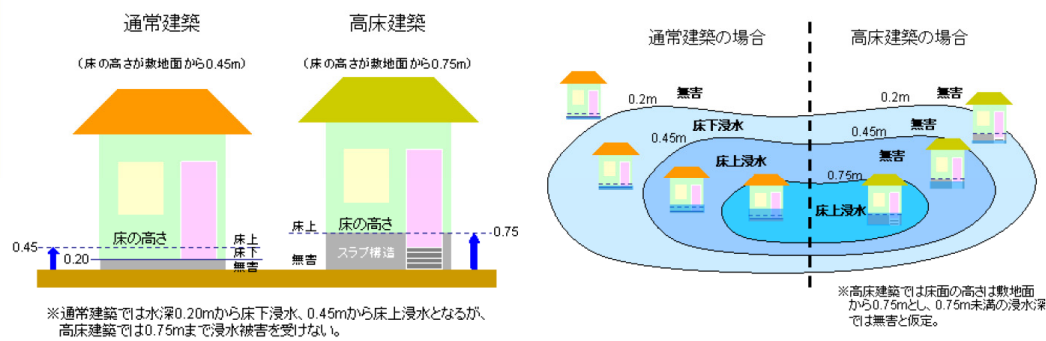 通常建築
(床の高さが敷地面から0.45m)
床の高さ
0.45
0.20
床上
床下
無害
高床建築
(床の高さが敷地面から0.75m)
床上
床の高さ
0.75
無害
スラブ構造
※通常建築では水深0.20mから床下浸水、0.45mから床上浸水となるが、
高床建築では0.75mまで浸水被害を受けない。
通常建築の場合
高床建築の場合
無害
0.2m
床下浸水
0.45m
床上浸水
無害
0.2m
無害
0.45m
無害
0.75m
床上浸水
※高床建築では床面の高さは敷地面
から0.75mとし、0.75m未満の浸水深
では無害と仮定。